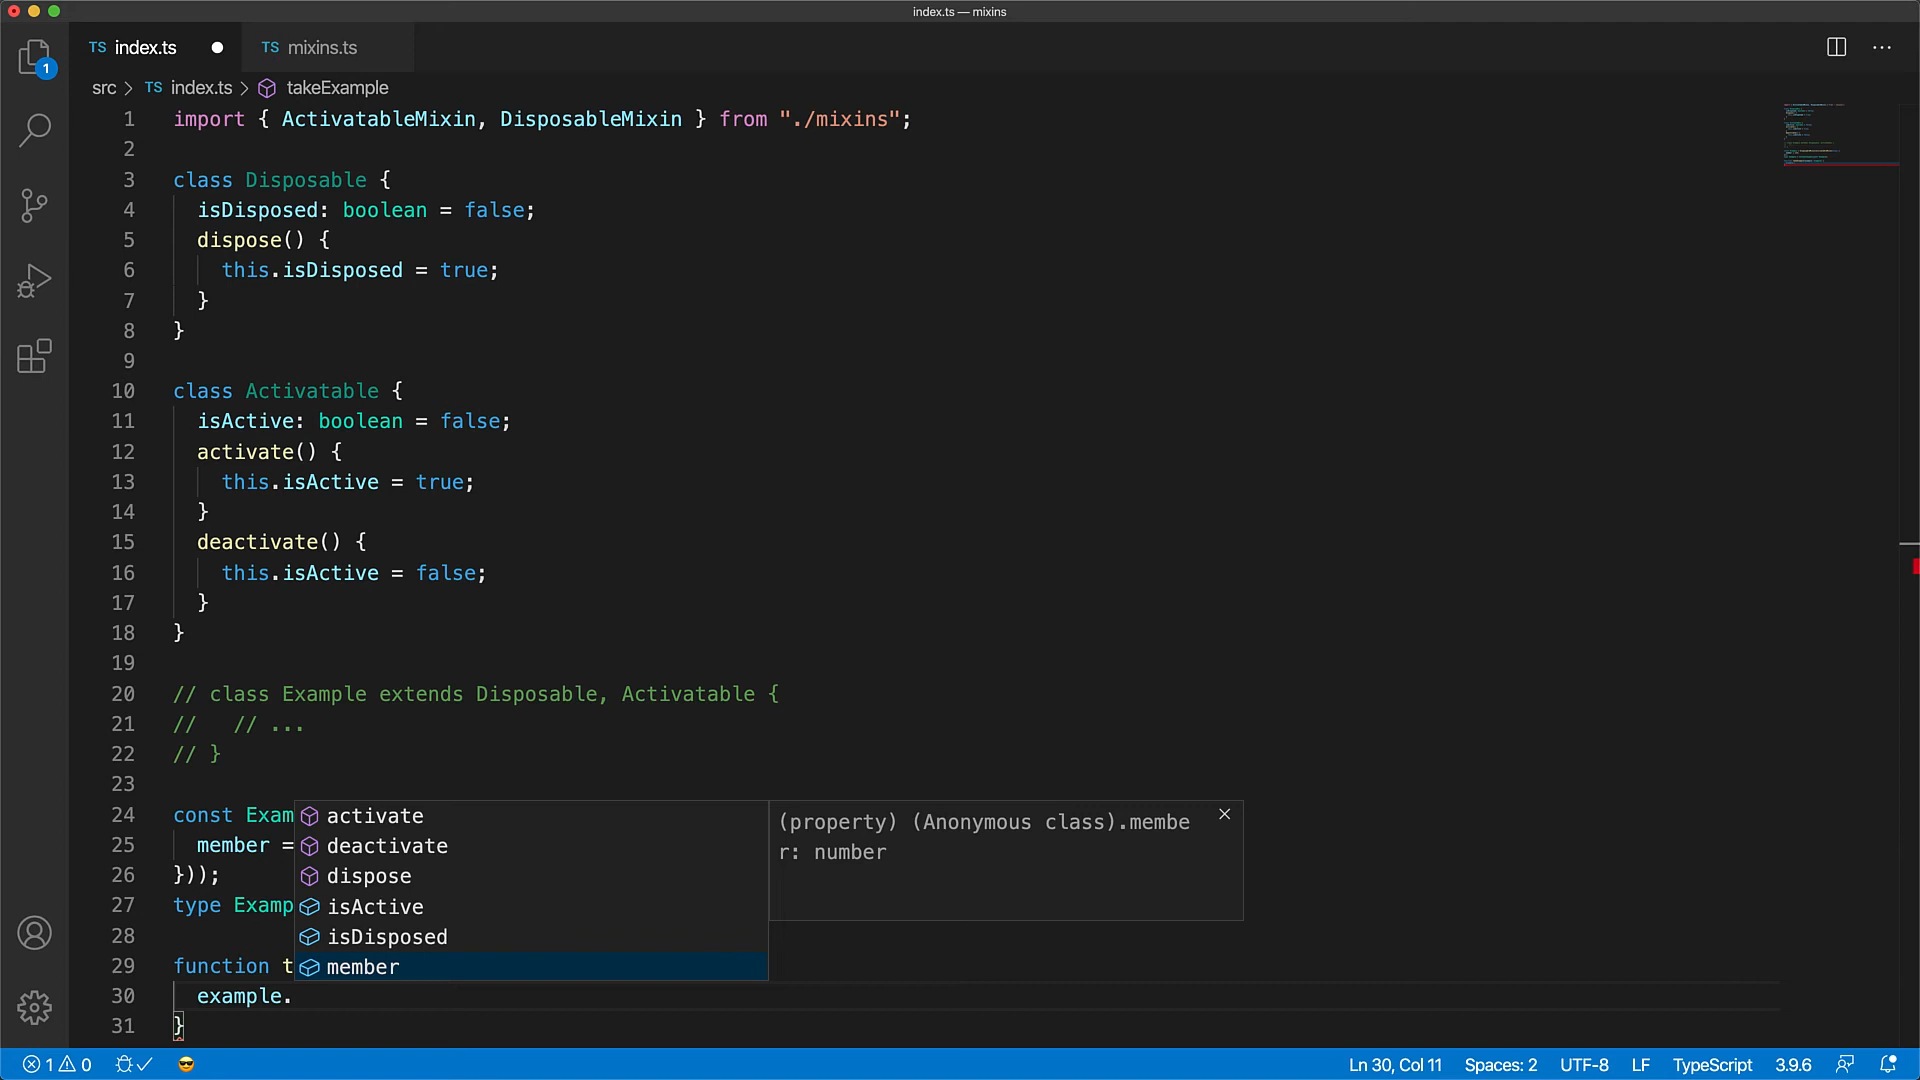 index.ts — mixins
TS index.ts
TS mixins.ts
1
src
TS index.ts
takeExample
1 import { ActivatableMixin, DisposableMixin } from "./mixins";
2
3 class Disposable {
4 isDisposed: boolean = false;
5 dispose() {
6 this.isDisposed = true;
7 }
8 }
9
10 class Activatable {
11 isActive: boolean = false;
12 activate() {
13 this.isActive = true;
14 }
15 deactivate() {
16 this.isActive = false;
17 }
18 }
19
20 // class Example extends Disposable, Activatable {
21 // // ...
22 // }
23
24 const Exam
25 member =
26 }));
27 type Examp
28
29 function t
30 example.
31 }
activate
deactivate
dispose
isActive
isDisposed
member
(property) (Anonymous class).membe
r: number
1 0
Ln 30, Col 11
Spaces: 2
UTF-8
LF
TypeScript
3.9.6